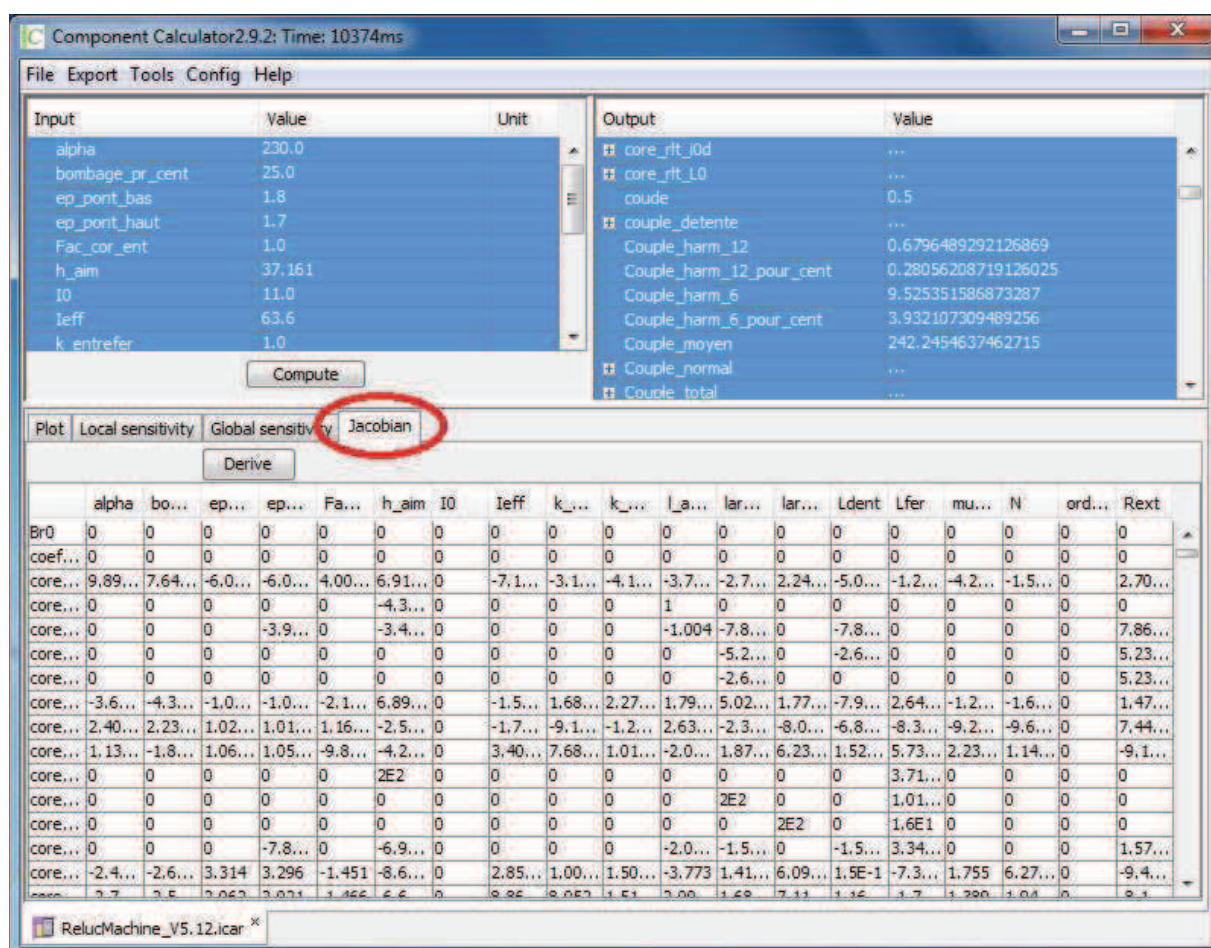 Component Calculator2.9.2: Time: 10374ms
File Export Tools Config Help
Input Value Unit
alpha 230.0
bombage_pr_cent 25.0
ep_pont_bas 1.8
ep_pont_haut 1.7
Fac_cor_ent 1.0
h_aim 37.161
I0 11.0
Ieff 63.6
k_entrefer 1.0
Compute
Output Value
core_rlt_i0d ...
core_rlt_L0 ...
coude 0.5
couple_detente ...
Couple_harm_12 0.6796489292126869
Couple_harm_12_pour_cent 0.28056208719126025
Couple_harm_6 9.525351586873287
Couple_harm_6_pour_cent 3.932107309489256
Couple_moyen 242.2454637462715
Couple_normal ...
Couple_total ...
Plot Local sensitivity Global sensitivity Jacobian
Derive
alpha bo... ep... ep... Fa... h_aim I0 Ieff k_... k_... l_a... lar... lar... Ldent Lfer mu... N ord... Rext
Br0 0 0 0 0 0 0 0 0 0 0 0 0 0 0 0 0 0 0 0
coef... 0 0 0 0 0 0 0 0 0 0 0 0 0 0 0 0 0 0 0
core... 9.89... 7.64... -6.0... -6.0... 4.00... 6.91... 0 -7.1... -3.1... -4.1... -3.7... -2.7... 2.24... -5.0... -1.2... -4.2... -1.5... 0 2.70...
core... 0 0 0 0 0 -4.3... 0 0 0 0 1 0 0 0 0 0 0 0 0
core... 0 0 0 -3.9... 0 -3.4... 0 0 0 0 -1.004 -7.8... 0 -7.8... 0 0 0 0 7.86...
core... 0 0 0 0 0 0 0 0 0 0 0 -5.2... 0 -2.6... 0 0 0 0 5.23...
core... 0 0 0 0 0 0 0 0 0 0 0 -2.6... 0 0 0 0 0 0 5.23...
core... -3.6... -4.3... -1.0... -1.0... -2.1... 6.89... 0 -1.5... 1.68... 2.27... 1.79... 5.02... 1.77... -7.9... 2.64... -1.2... -1.6... 0 1.47...
core... 2.40... 2.23... 1.02... 1.01... 1.16... -2.5... 0 -1.7... -9.1... -1.2... 2.63... -2.3... -8.0... -6.8... -8.3... -9.2... -9.6... 0 7.44...
core... 1.13... -1.8... 1.06... 1.05... -9.8... -4.2... 0 3.40... 7.68... 1.01... -2.0... 1.87... 6.23... 1.52... 5.73... 2.23... 1.14... 0 -9.1...
core... 0 0 0 0 0 2E2 0 0 0 0 0 0 0 0 3.71... 0 0 0 0
core... 0 0 0 0 0 0 0 0 0 0 0 2E2 0 0 1.01... 0 0 0 0
core... 0 0 0 0 0 0 0 0 0 0 0 0 2E2 0 1.6E1 0 0 0 0
core... 0 0 0 -7.8... 0 -6.9... 0 0 0 0 -2.0... -1.5... 0 -1.5... 3.34... 0 0 0 1.57...
core... -2.4... -2.6... 3.314 3.296 -1.451 -8.6... 0 2.85... 1.00... 1.50... -3.773 1.41... 6.09... 1.5E-1 -7.3... 1.755 6.27... 0 -9.4...
RelucMachine_V5.12.icar